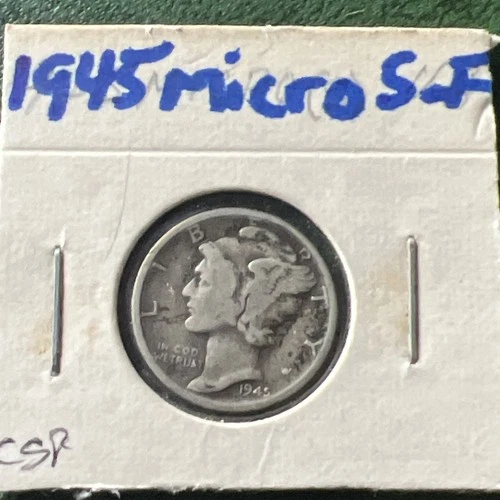 1945 Micro S-F
LIBERTY
IN GOD
WE TRUST
1945
CSP